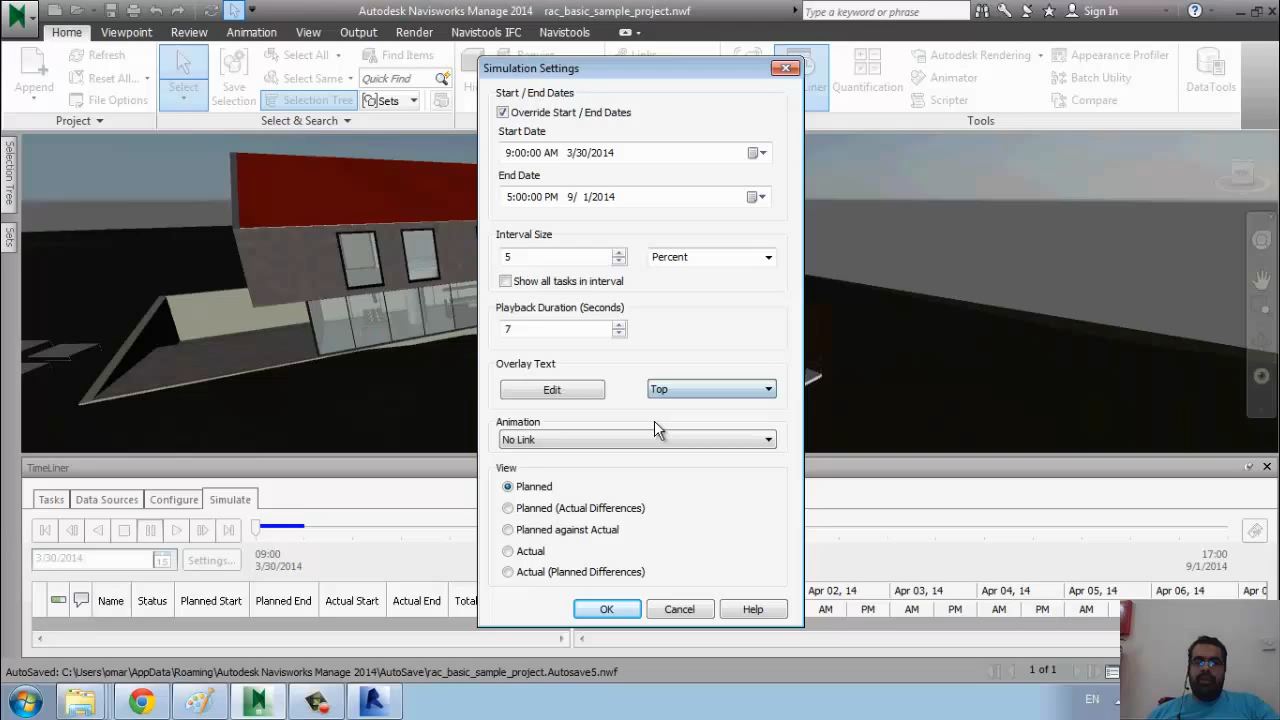 Autodesk Navisworks Manage 2014 rac_basic_sample_project.nwf
Type a keyword or phrase
Sign In
Home Viewpoint Review Animation View Output Render Navistools IFC Navistools
Append
Refresh
File Options
Project
Select
Save Selection
Select All
Select Same
Selection Tree
Find Items
Quick Find
Sets
Select & Search
Links
Quantification
Autodesk Rendering
Animator
Scripter
Appearance Profiler
Batch Utility
Compare
DataTools
Tools
Selection Tree
Sets
Simulation Settings
Start / End Dates
Override Start / End Dates
Start Date
9:00:00 AM 3/30/2014
End Date
5:00:00 PM 9/ 1/2014
Interval Size
5 Percent
Show all tasks in interval
Playback Duration (Seconds)
7
Overlay Text
Edit Top
Animation
No Link
View
Planned
Planned (Actual Differences)
Planned against Actual
Actual
Actual (Planned Differences)
OK Cancel Help
TimeLiner
Tasks Data Sources Configure Simulate
3/30/2014 15 Settings...
09:00
3/30/2014
17:00
9/1/2014
Name Status Planned Start Planned End Actual Start Actual End
Apr 02, 14 Apr 03, 14 Apr 04, 14 Apr 05, 14 Apr 06, 14
AM PM AM PM AM PM AM PM AM PM
AutoSaved: C:\Users\omar\AppData\Roaming\Autodesk Navisworks Manage 2014\AutoSave\rac_basic_sample_project.Autosave5.nwf
1 of 1
EN